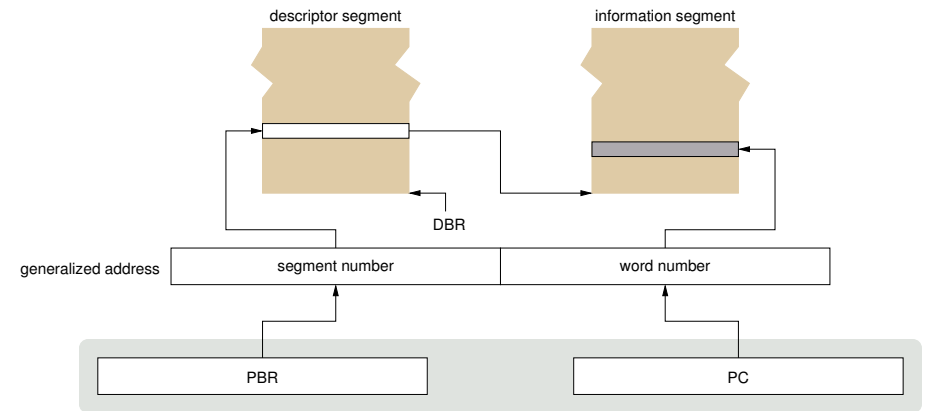 descriptor segment
information segment
DBR
generalized address
segment number
word number
PBR
PC